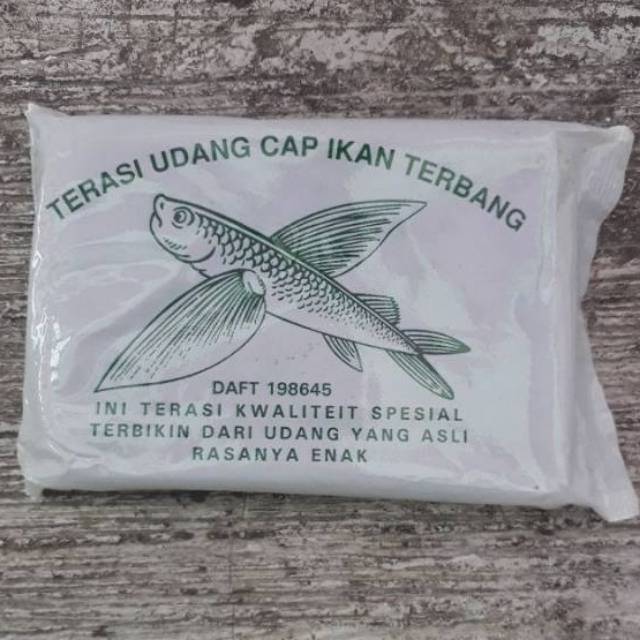 TERASI UDANG CAP IKAN TERBANG
DAFT 198645
INI TERASI KWALITEIT SPESIAL
TERBIKIN DARI UDANG YANG ASLI
RASANYA ENAK